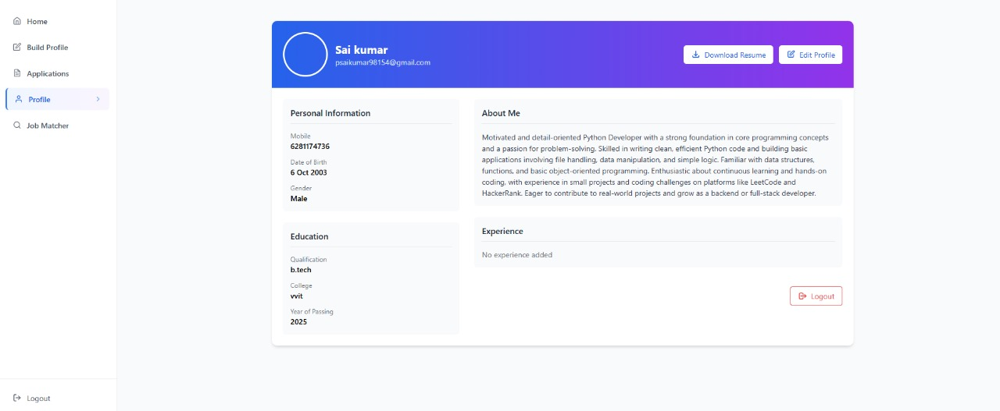 Home
Build Profile
Applications
Profile
Job Matcher
Logout
Sai kumar
psaikumar98154@gmail.com
Download Resume
Edit Profile
Personal Information
Mobile
6281174736
Date of Birth
6 Oct 2003
Gender
Male
Education
Qualification
b.tech
College
vvit
Year of Passing
2025
About Me
Motivated and detail-oriented Python Developer with a strong foundation in core programming concepts
and a passion for problem-solving. Skilled in writing clean, efficient Python code and building basic
applications involving file handling, data manipulation, and simple logic. Familiar with data structures,
functions, and basic object-oriented programming. Enthusiastic about continuous learning and hands-on
coding, with experience in small projects and coding challenges on platforms like LeetCode and
HackerRank. Eager to contribute to real-world projects and grow as a backend or full-stack developer.
Experience
No experience added
Logout